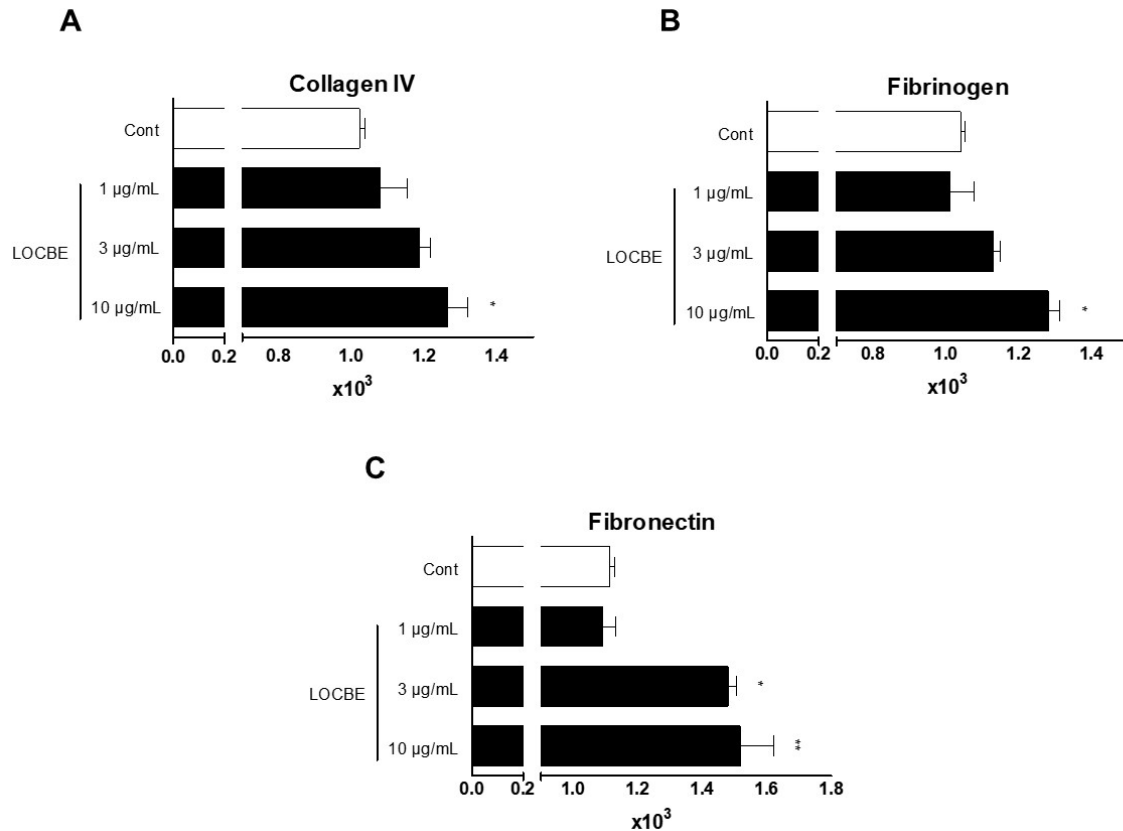 A
Collagen IV
Cont
1 µg/mL
LOCBE
3 µg/mL
10 µg/mL
*
0.0 0.2 0.8 1.0 1.2 1.4
x10³
B
Fibrinogen
Cont
1 µg/mL
LOCBE
3 µg/mL
10 µg/mL
*
0.0 0.2 0.8 1.0 1.2 1.4
x10³
C
Fibronectin
Cont
1 µg/mL
LOCBE
3 µg/mL
*
10 µg/mL
**
0.0 0.2 1.0 1.2 1.4 1.6 1.8
x10³